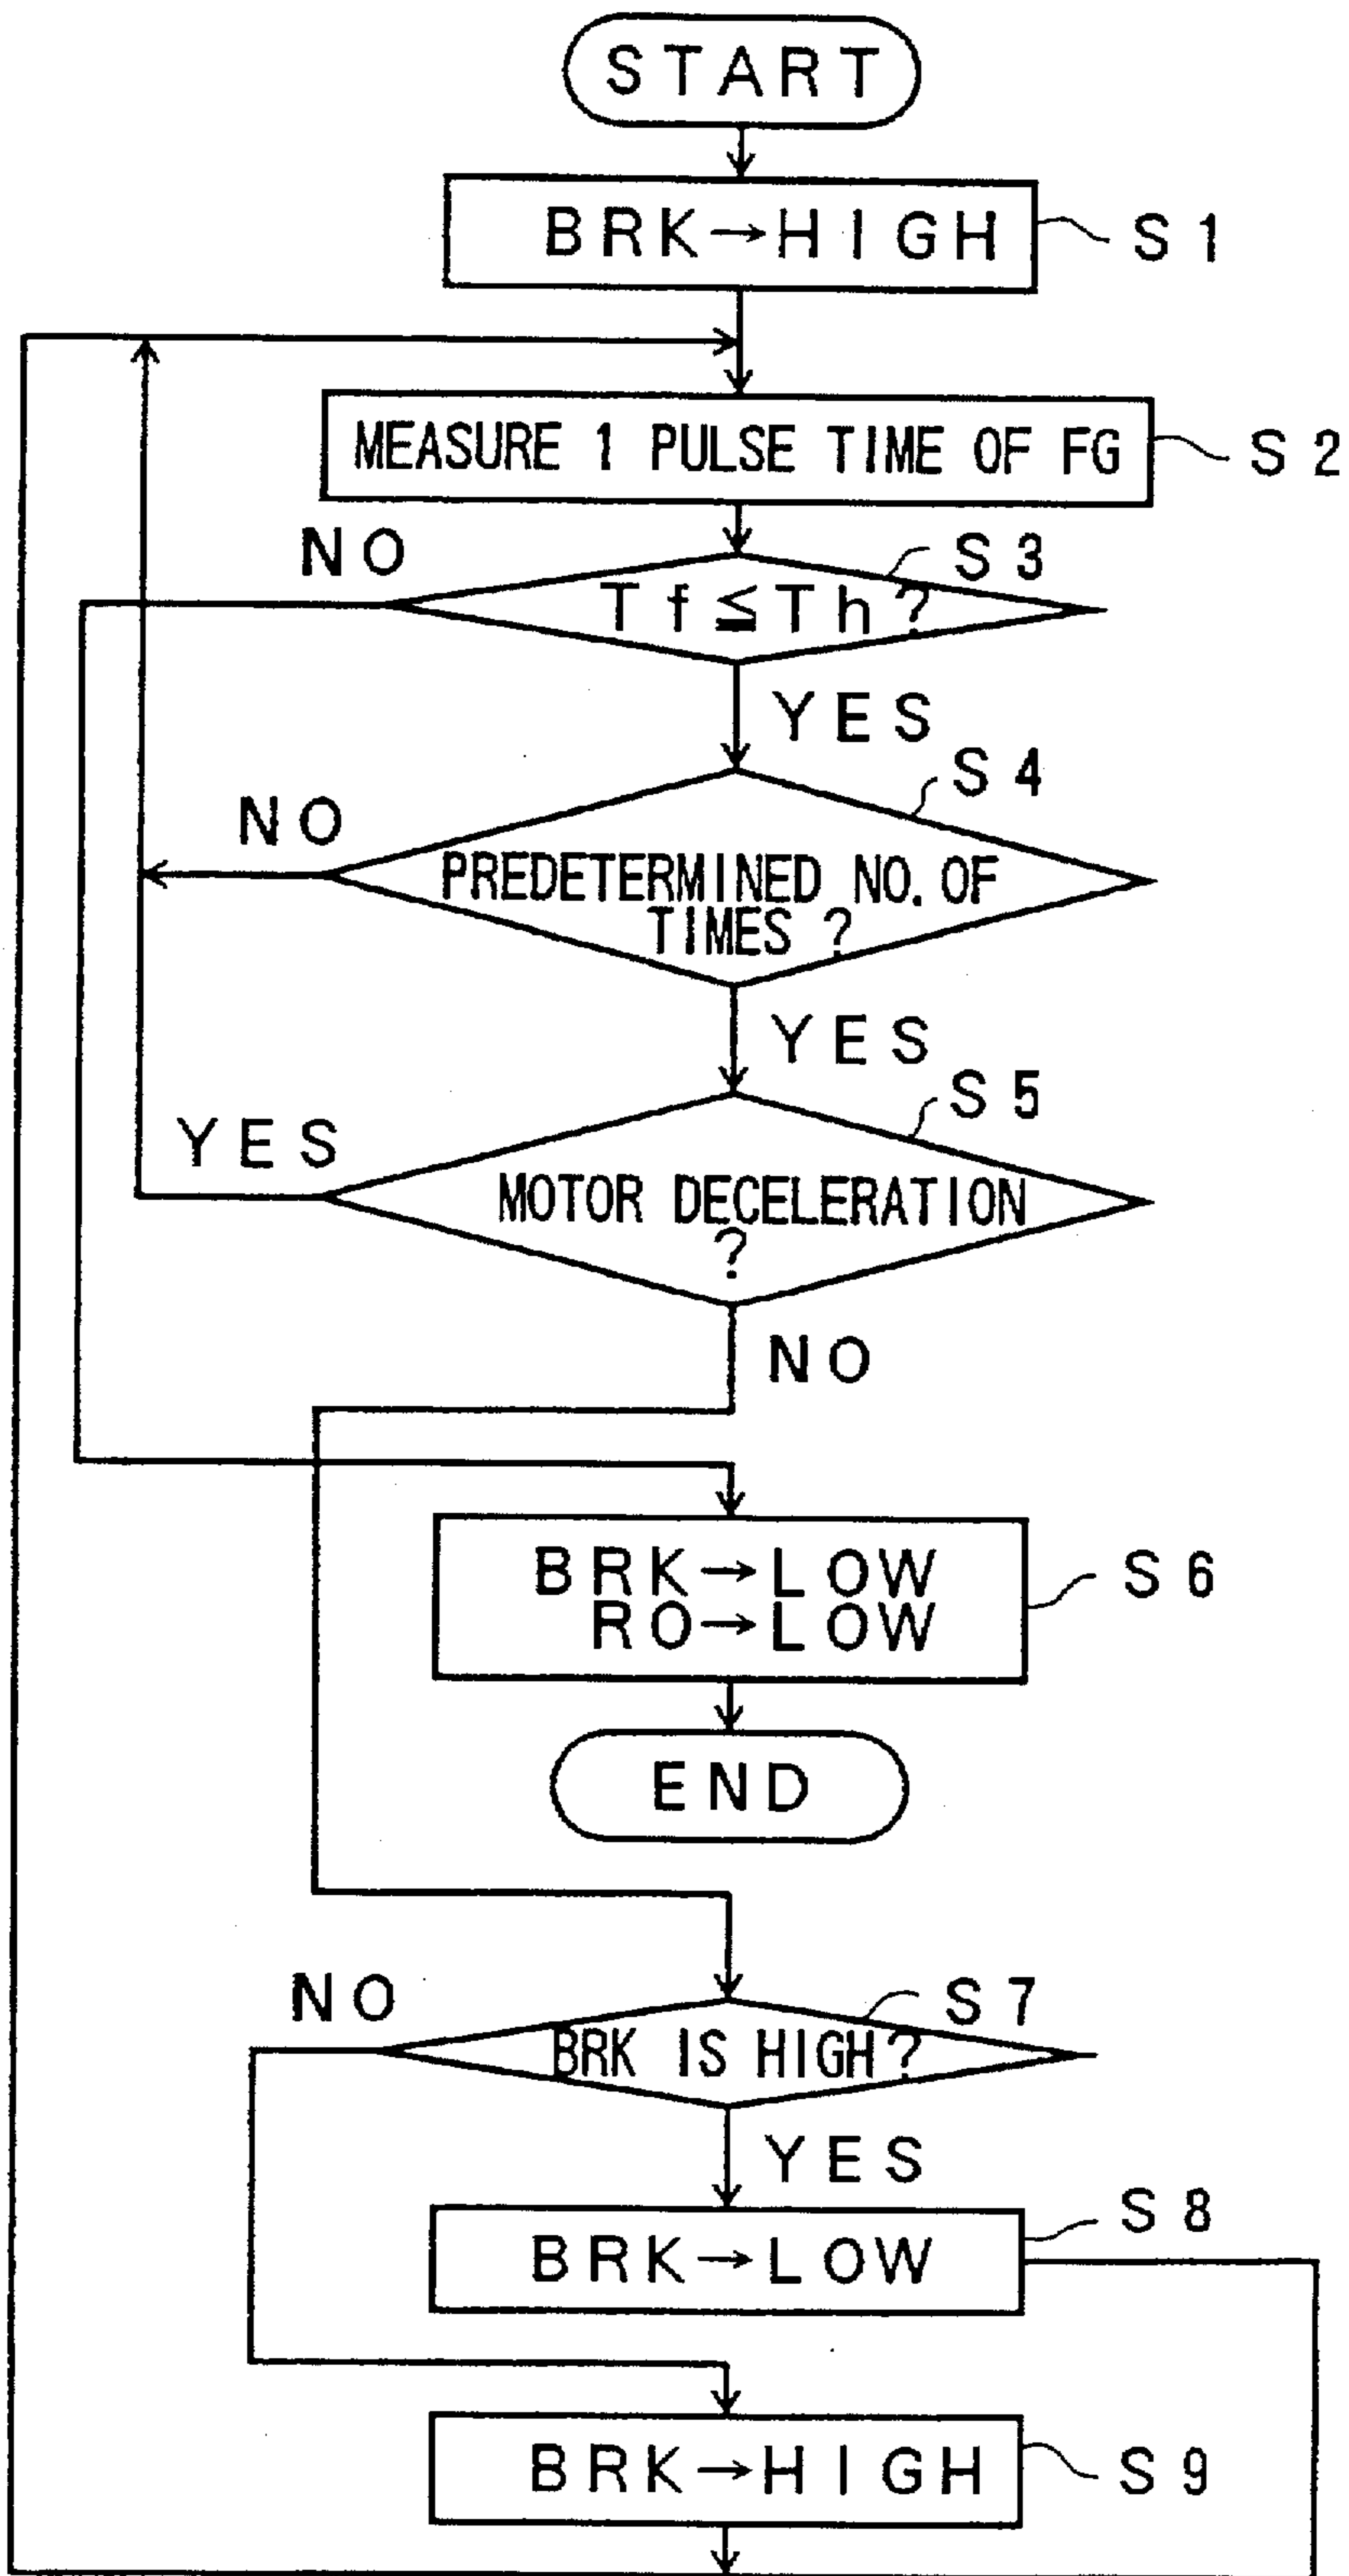 START
BRK→HIGH
S1
MEASURE 1 PULSE TIME OF FG
S2
NO
S3
Tf≦Th?
YES
S4
NO
PREDETERMINED NO. OF
TIMES ?
YES
S5
YES
MOTOR DECELERATION
?
NO
BRK→LOW
RO→LOW
S6
END
NO
S7
BRK IS HIGH?
YES
S8
BRK→LOW
BRK→HIGH
S9